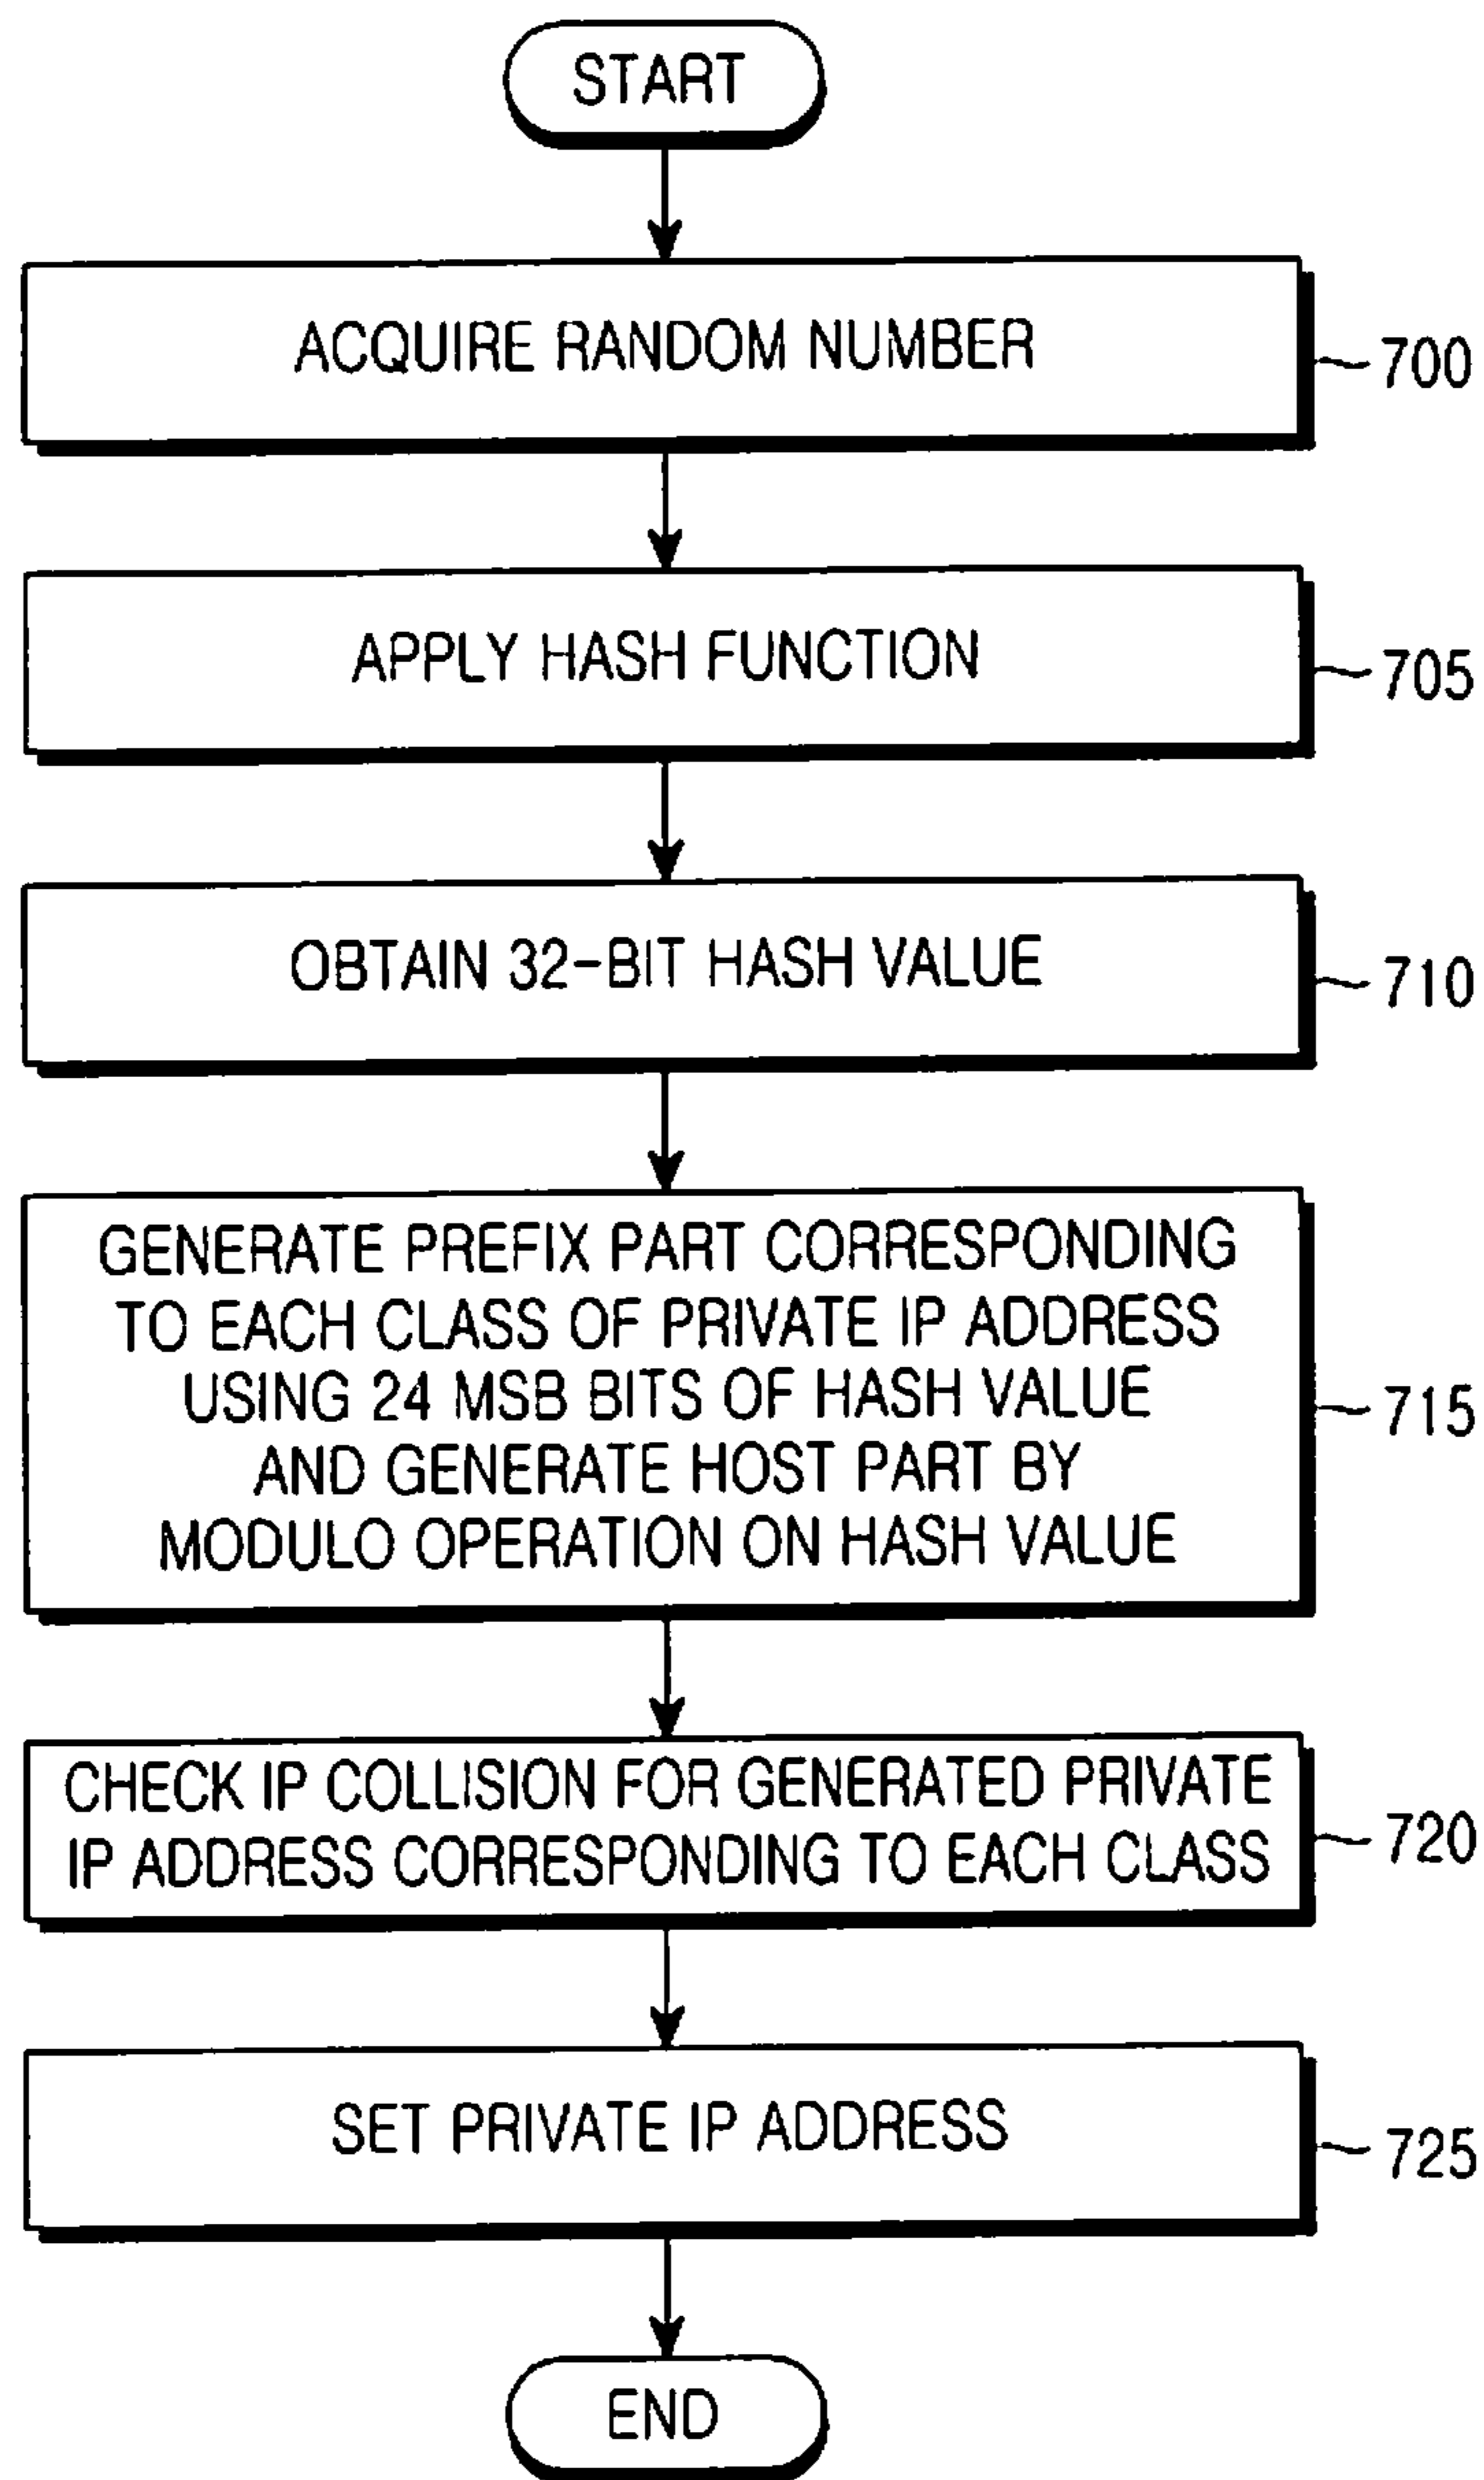 START
ACQUIRE RANDOM NUMBER
700
APPLY HASH FUNCTION
705
OBTAIN 32-BIT HASH VALUE
710
GENERATE PREFIX PART CORRESPONDING
TO EACH CLASS OF PRIVATE IP ADDRESS
USING 24 MSB BITS OF HASH VALUE
AND GENERATE HOST PART BY
MODULO OPERATION ON HASH VALUE
715
CHECK IP COLLISION FOR GENERATED PRIVATE
IP ADDRESS CORRESPONDING TO EACH CLASS
720
SET PRIVATE IP ADDRESS
725
END